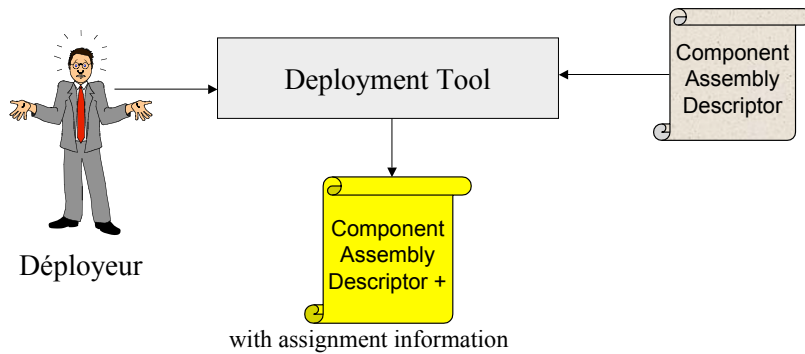 Deployment Tool
Component
Assembly
Descriptor
Component
Assembly
Descriptor +
Déployeur
with assignment information